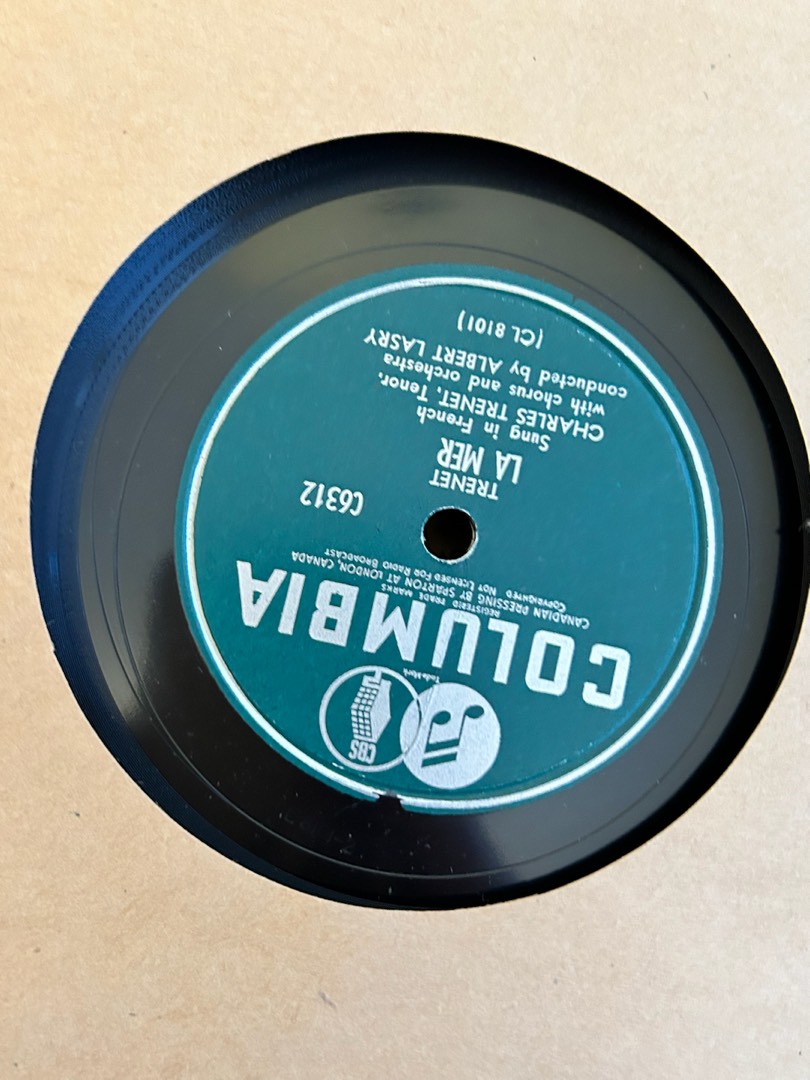 CBS
Trade Mark
COLUMBIA
REGISTERED TRADE MARKS
CANADIAN PRESSING BY SPARTON AT LONDON, CANADA
COPYRIGHTED NOT LICENSED FOR RADIO BROADCAST
C6312
TRENET
LA MER
Sung in French
CHARLES TRENET, Tenor,
with chorus and orchestra
conducted by ALBERT LASRY
(CL 8101)